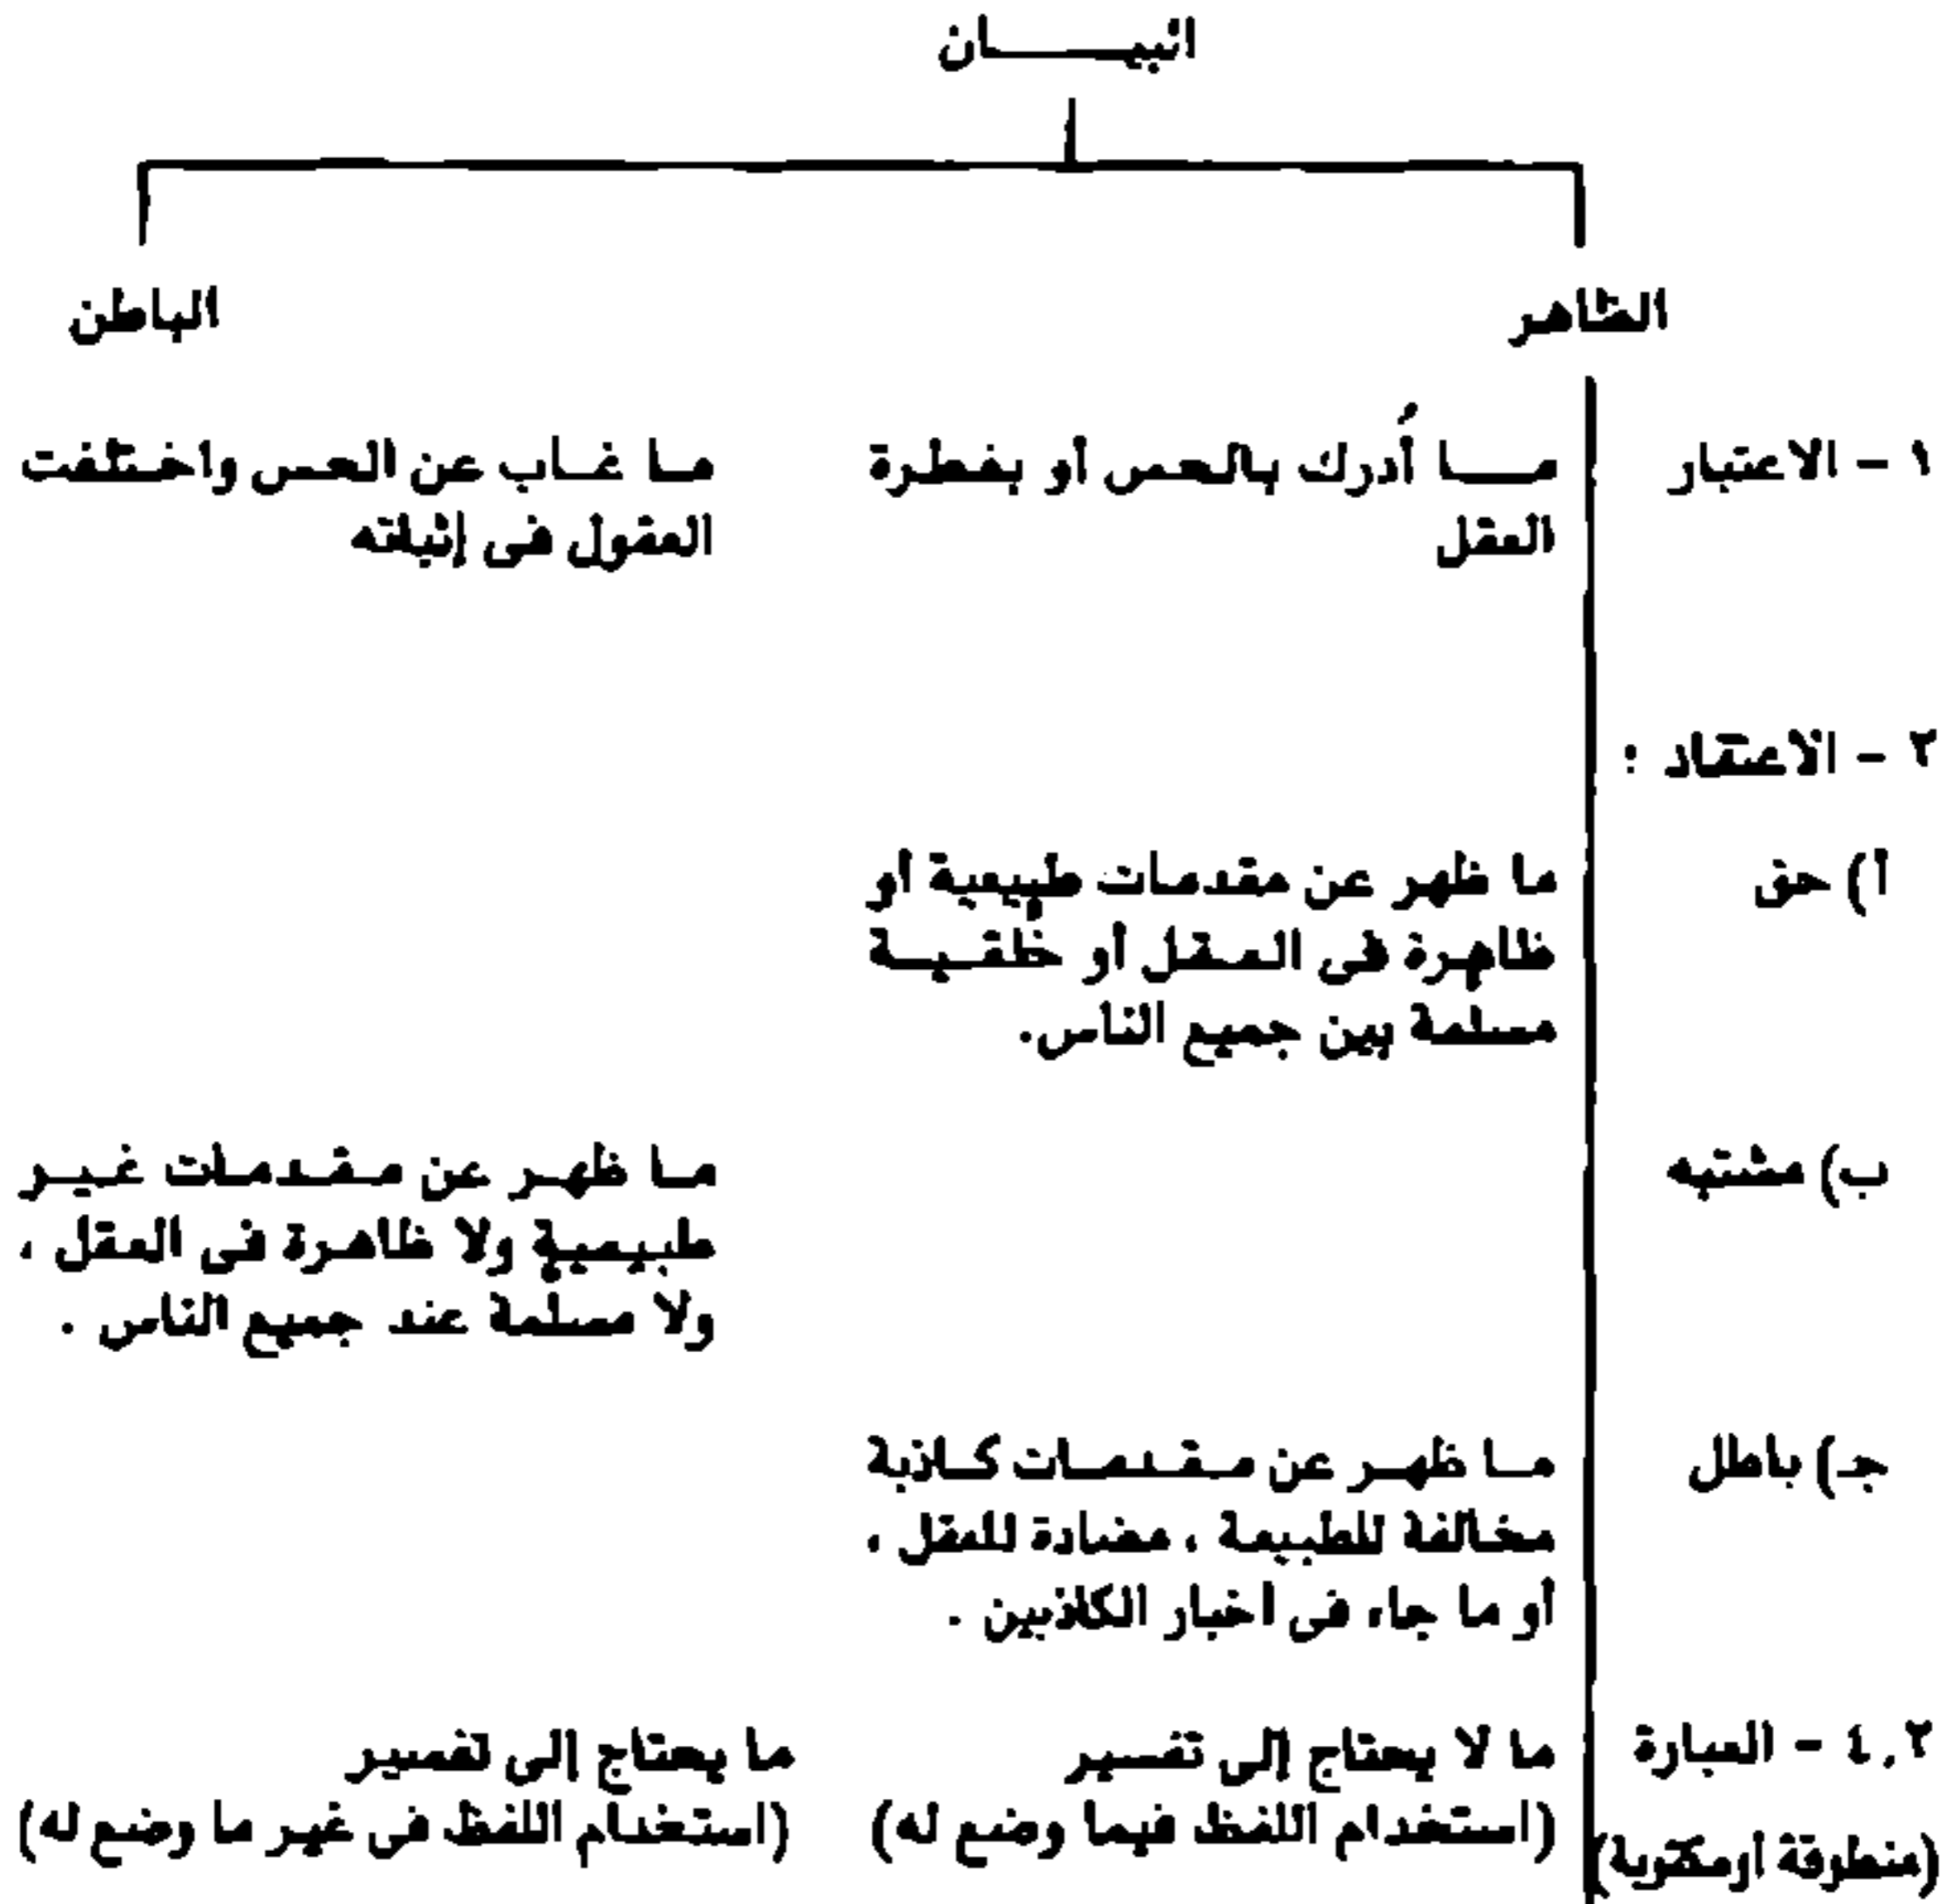 البيان
الظاهر
الباطن
١ - الاعتبار
ما أُدرك بالحس أو بفطرة
العقل
ما غاب عن الحس واختلفت
العقول فى إثباته
٢ - الاعتقاد :
أ) حق
ما ظهر عن مقدمات طبيعية أو
ظاهرة فى العقل أو خلقية
مسلمة بين جميع الناس.
ب) مشتبه
ما ظهر عن مقدمات غير
طبيعية ولا ظاهرة فى العقل ،
ولا مسلمة عند جميع الناس .
جـ) باطل
ما ظهر عن مقدمات كاذبة
مخالفة للطبيعة ، مضادة للعقل ،
أو ما جاء فى اخبار الكاذبين .
٤،٣ - العبارة
(منطوقة أو مكتوبة)
ما لا يحتاج إلى تفسير
(استخدام اللفظ فيما وضع له)
ما يحتاج إلى تفسير
(استخدام اللفظ فى غير ما وضع له)